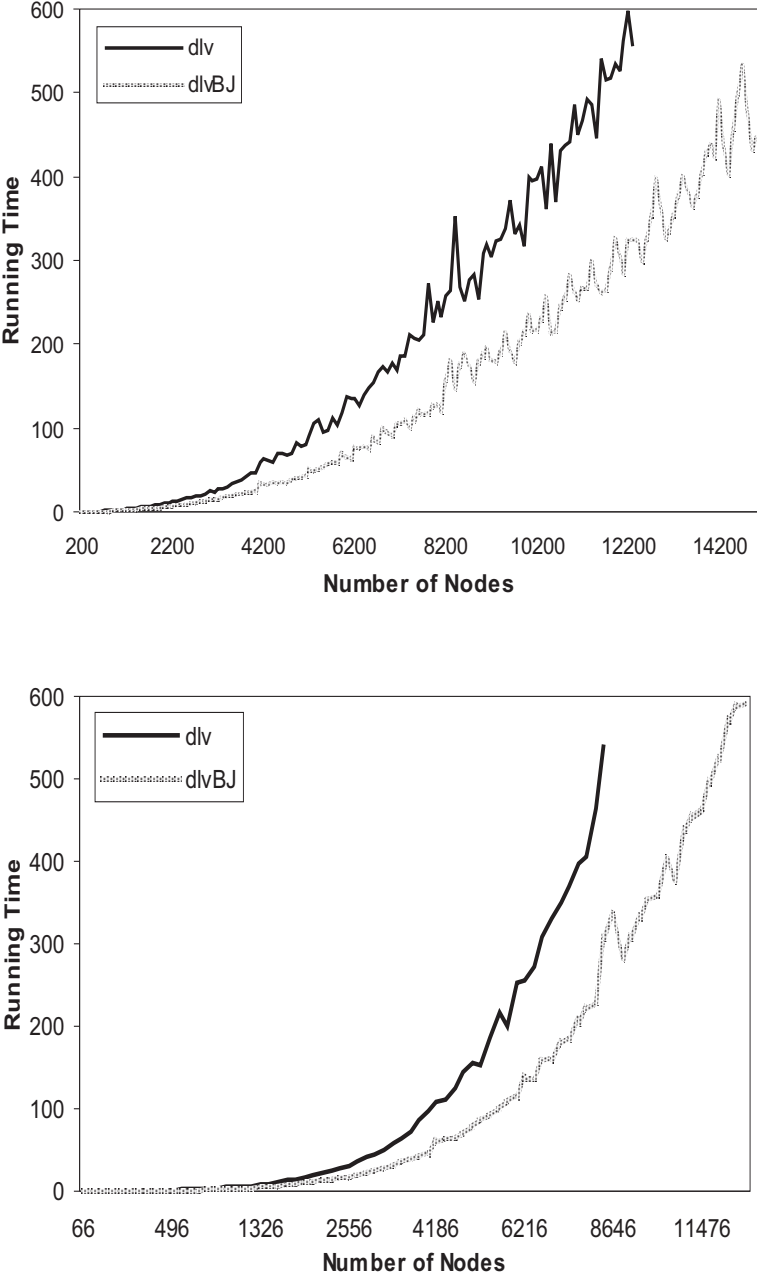 600
500
400
300
200
100
0
Running Time
dlv
dlvBJ
200 2200 4200 6200 8200 10200 12200 14200
Number of Nodes
600
500
400
300
200
100
0
Running Time
dlv
dlvBJ
66 496 1326 2556 4186 6216 8646 11476
Number of Nodes